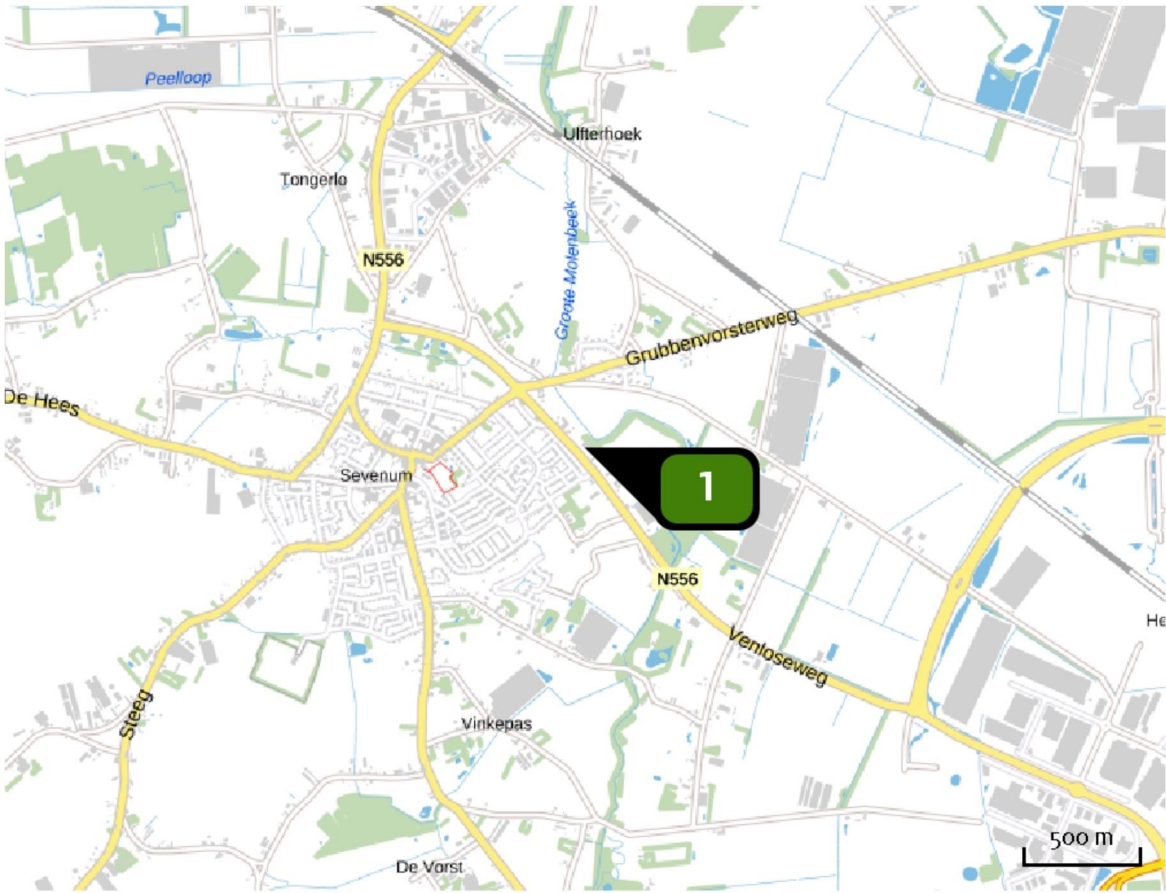 Peelloop
Ulfterhoek
Tongerlo
N556
Groote Molenbeek
Grubbenvorsterweg
De Hees
Sevenum
1
N556
He
Venloseweg
Steeg
Vinkepas
500 m
De Vorst